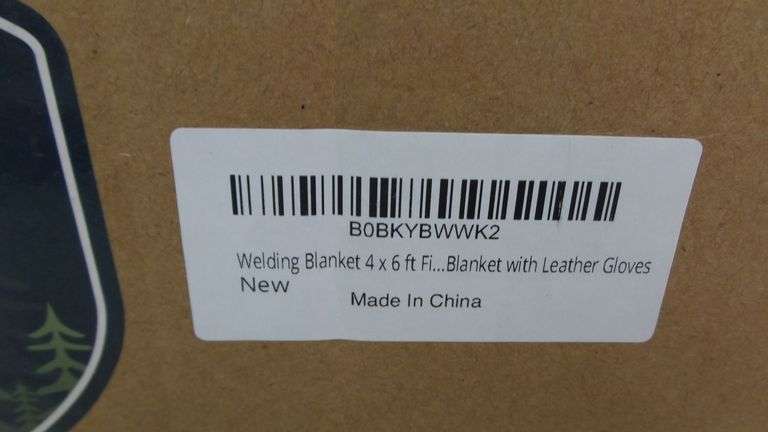 B0BKYBWWK2
Welding Blanket 4 x 6 ft Fi...Blanket with Leather Gloves
New
Made In China